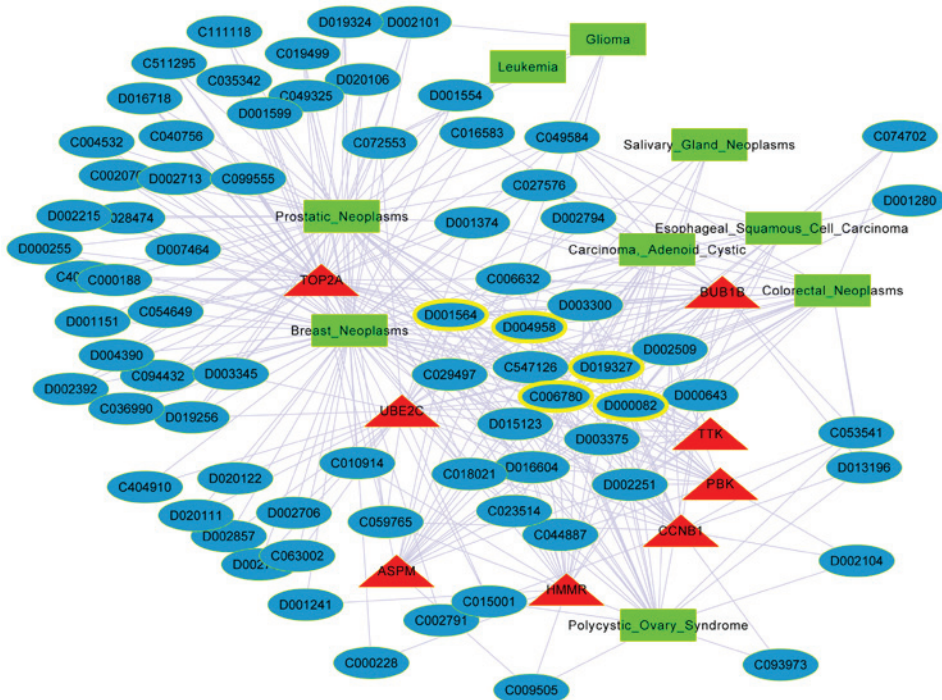 D019324
D002101
C111118
Glioma
C019499
C511295
Leukemia
C035342
D020106
D016718
C049325
D001554
D001599
C004532
C040756
C016583
C049584
C074702
C072553
Salivary_Gland_Neoplasms
C002070
D002713
C099555
C027576
D001280
D002215
C028474
Prostatic_Neoplasms
D001374
D002794
Esophageal_Squamous_Cell_Carcinoma
D000255
D007464
Carcinoma,_Adenoid_Cystic
C000188
TOP2A
C006632
BUB1B
Colorectal_Neoplasms
D001151
C054649
D001564
D003300
D004958
Breast_Neoplasms
D004390
D002509
C094432
D003345
C029497
C547126
D019327
D002392
C006780
D000082
D000643
C036990
D019256
UBE2C
D015123
TTK
C053541
D003375
C010914
C018021
D016604
D013196
C404910
D020122
D002251
PBK
D020111
D002706
C023514
D002857
C059765
CCNB1
C063002
C044887
D002104
ASPM
HMMR
D001241
C015001
C002791
Polycystic_Ovary_Syndrome
C000228
C093973
C009505